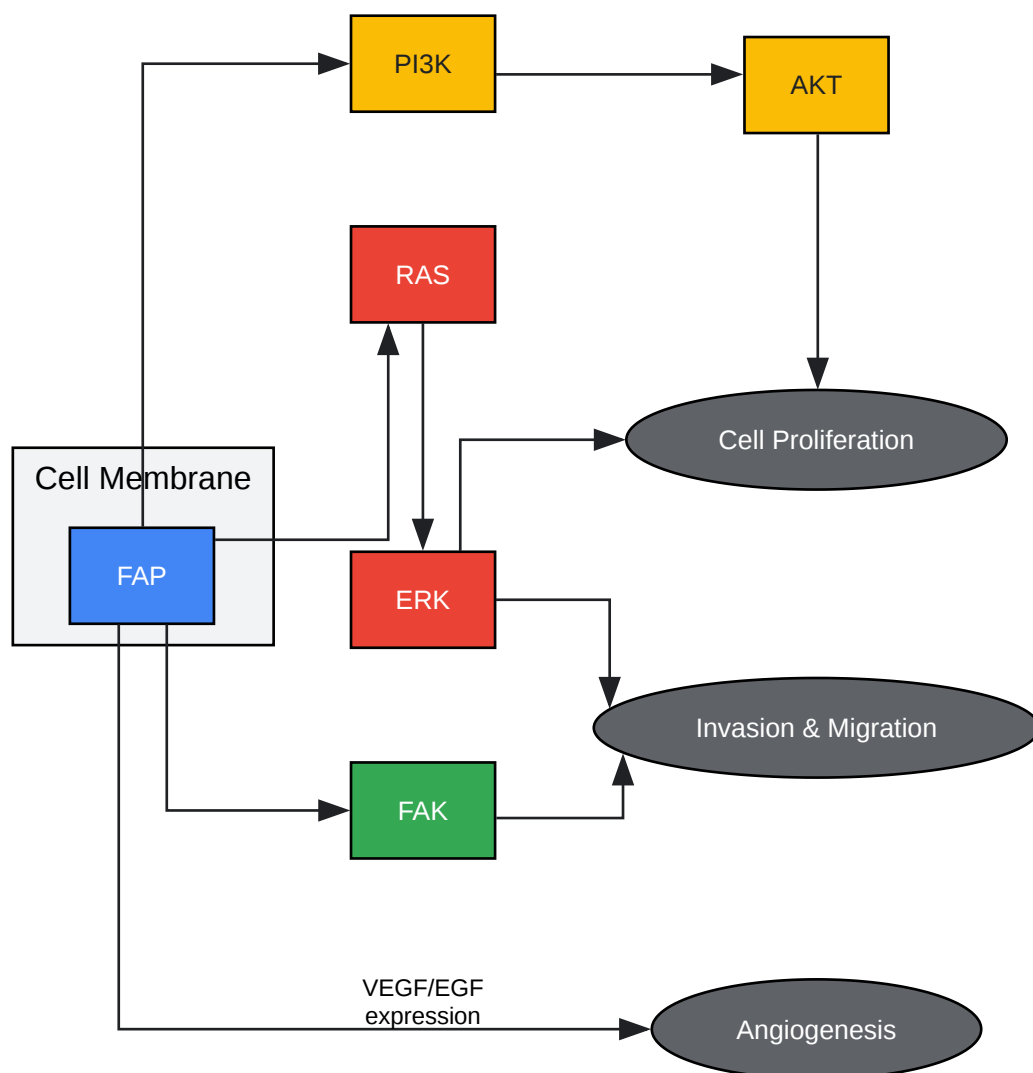 PI3K
AKT
RAS
Cell Proliferation
Cell Membrane
FAP
ERK
Invasion & Migration
FAK
VEGF/EGF
expression
Angiogenesis